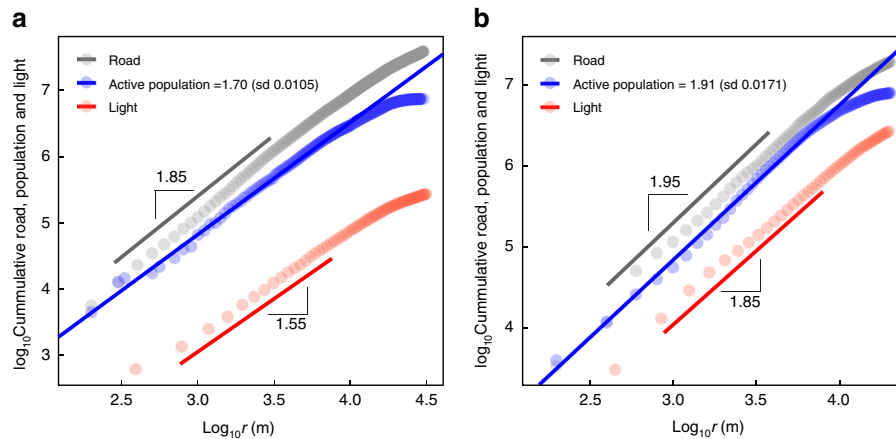 a
log10Cummulative road, population and light
7
6
5
4
3
Road
Active population =1.70 (sd 0.0105)
Light
1.85
1.55
2.5 3.0 3.5 4.0 4.5
Log10r (m)
b
log10Cummulative road, population and lighti
7
6
5
4
Road
Active population = 1.91 (sd 0.0171)
Light
1.95
1.85
2.5 3.0 3.5 4.0
Log10r (m)